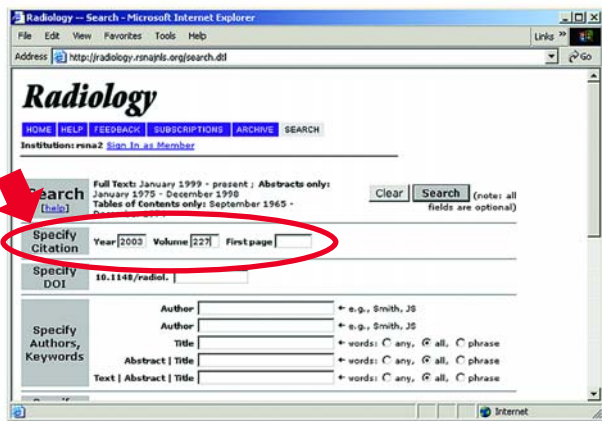 Radiology -- Search - Microsoft Internet Explorer
File Edit View Favorites Tools Help Links »
Address http://radiology.rsnajnls.org/search.dtl Go
Radiology
HOME HELP FEEDBACK SUBSCRIPTIONS ARCHIVE SEARCH
Institution: rsna2 Sign In as Member
Search
[help]
Full Text: January 1999 - present ; Abstracts only:
January 1975 - December 1998
Tables of Contents only: September 1965 -
Clear Search (note: all
fields are optional)
Specify
Citation
Year 2003 Volume 227 First page
Specify
DOI
10.1148/radiol.
Specify
Authors,
Keywords
Author ← e.g., Smith, JS
Author ← e.g., Smith, JS
Title ← words: any, all, phrase
Abstract | Title ← words: any, all, phrase
Text | Abstract | Title ← words: any, all, phrase
Internet